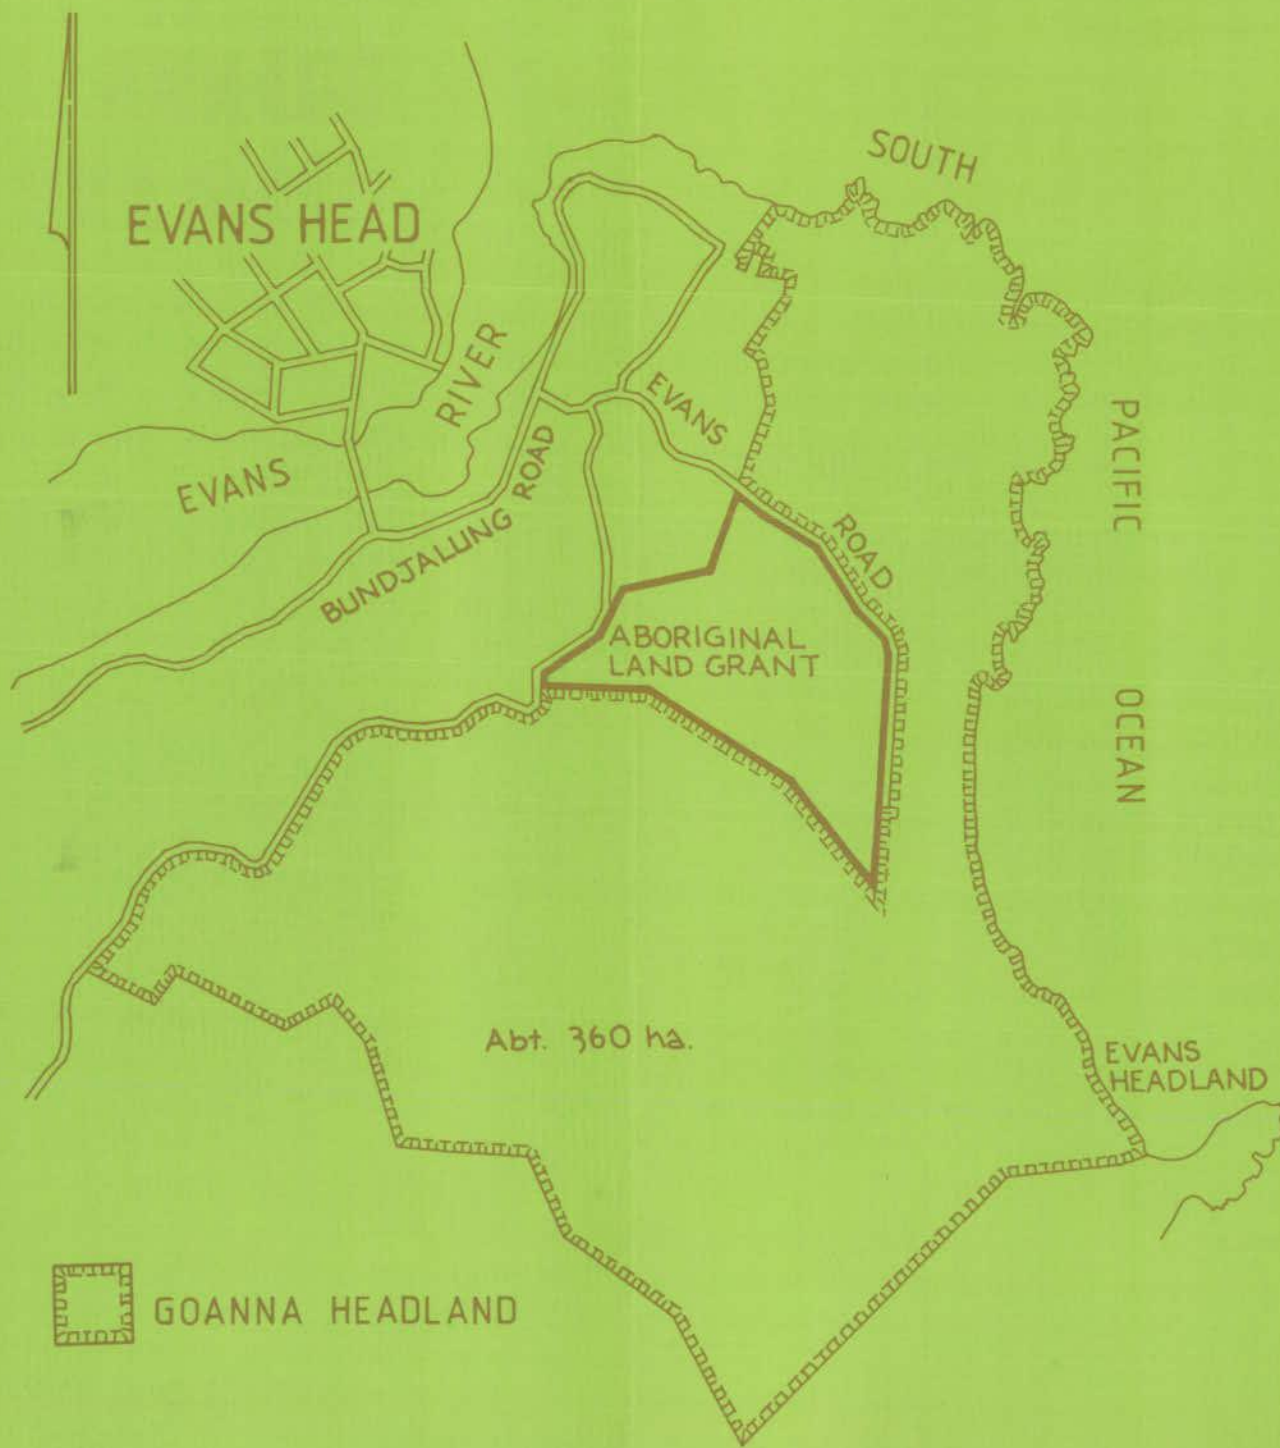 SOUTH
EVANS HEAD
RIVER
EVANS
PACIFIC
EVANS
BUNDJALUNG ROAD
ROAD
ABORIGINAL
LAND GRANT
OCEAN
Abt. 360 ha.
EVANS
HEADLAND
GOANNA HEADLAND